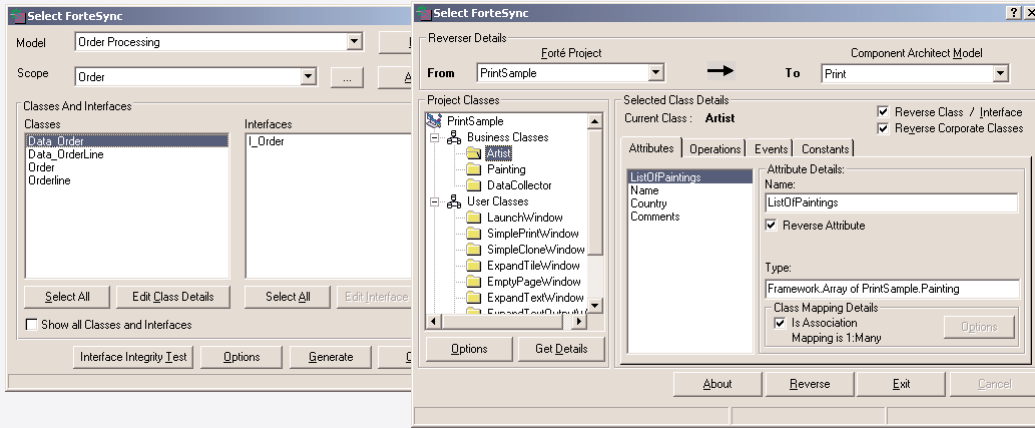 Select ForteSync
Model Order Processing
Scope Order ...
Classes And Interfaces
Classes Interfaces
Data_Order I_Order
Data_OrderLine
Order
Orderline
Select All Edit Class Details Select All Edit Interface
Show all Classes and Interfaces
Interface Integrity Test Options Generate
Select ForteSync
Reverser Details
Forté Project Component Architect Model
From PrintSample To Print
Project Classes
PrintSample
Business Classes
Artist
Painting
DataCollector
User Classes
LaunchWindow
SimplePrintWindow
SimpleCloneWindow
ExpandTileWindow
EmptyPageWindow
ExpandTextWindow
Options Get Details
Selected Class Details
Current Class : Artist
Reverse Class / Interface
Reverse Corporate Classes
Attributes Operations Events Constants
ListOfPaintings
Name
Country
Comments
Attribute Details:
Name:
ListOfPaintings
Reverse Attribute
Type:
Framework.Array of PrintSample.Painting
Class Mapping Details
Is Association
Mapping is 1:Many
Options
About Reverse Exit Cancel